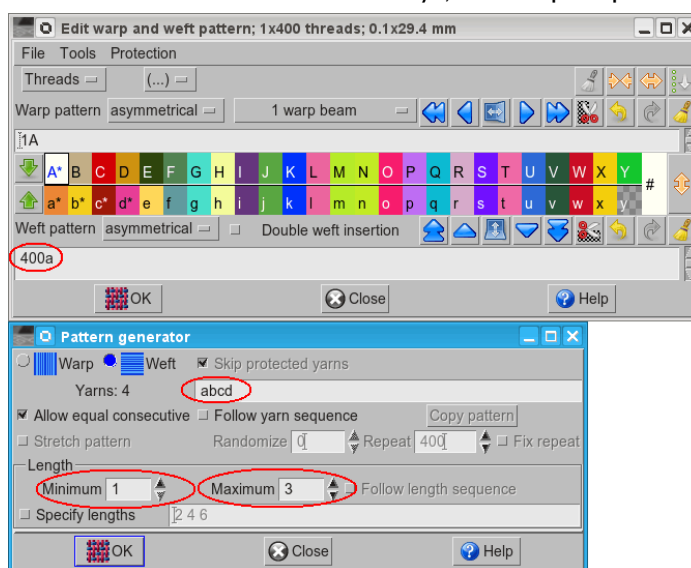 Edit warp and weft pattern; 1x400 threads; 0.1x29.4 mm
File Tools Protection
Threads (...)
Warp pattern asymmetrical 1 warp beam
1A
A* B C D E F G H I J K L M N O P Q R S T U V W X Y #
a* b* c* d* e f g h i j k l m n o p q r s t u v w x y
Weft pattern asymmetrical Double weft insertion
400a
OK Close Help
Pattern generator
Warp Weft Skip protected yarns
Yarns: 4 abcd
Allow equal consecutive Follow yarn sequence Copy pattern
Stretch pattern Randomize 0 Repeat 400 Fix repeat
Length
Minimum 1 Maximum 3 Follow length sequence
Specify lengths 2 4 6
OK Close Help